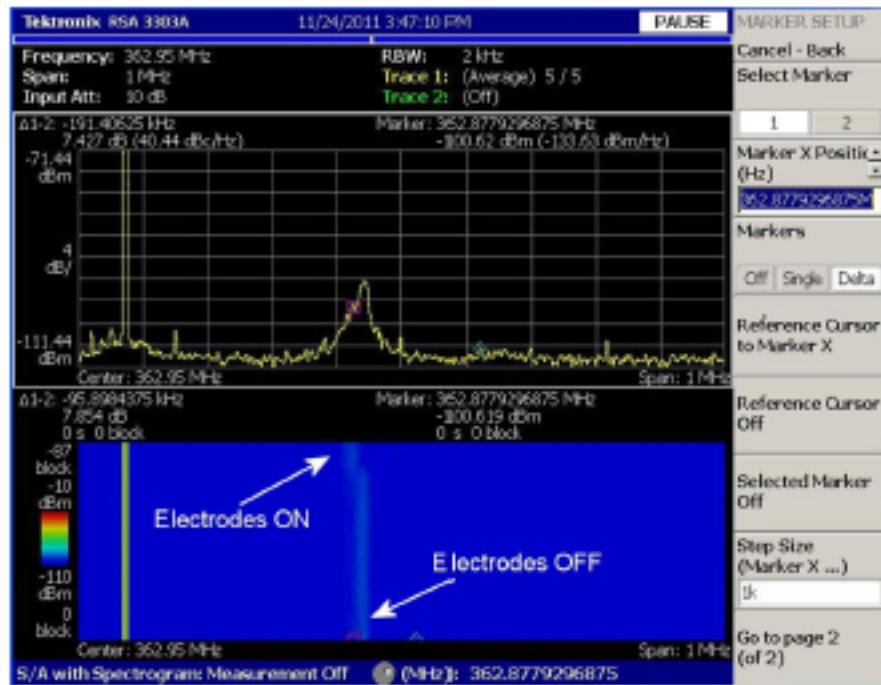 Tektronix RSA 3303A 11/24/2011 3:47:10 PM PAUSE
Frequency: 362.95 MHz RBW: 2 kHz
Span: 1 MHz Trace 1: (Average) 5 / 5
Input Att: 10 dB Trace 2: (Off)
Δ1-2: -191.40625 kHz Marker: 362.8779296875 MHz
7.427 dB (40.44 dBc/Hz) -100.62 dBm (-133.63 dBm/Hz)
-71.44
dBm
4
dB/
-111.44
dBm
Center: 362.95 MHz Span: 1 MHz
Δ1-2: -95.8984375 kHz Marker: 362.8779296875 MHz
7.854 dB -100.619 dBm
0 s 0 block 0 s 0 block
-87
block
-10
dBm
Electrodes ON
Electrodes OFF
-110
dBm
0
block
Center: 362.95 MHz Span: 1 MHz
S/A with Spectrogram: Measurement Off (MHz): 362.8779296875
MARKER SETUP
Cancel - Back
Select Marker
1 2
Marker X Positic
(Hz)
362.8779296875M
Markers
Off Single Delta
Reference Cursor
to Marker X
Reference Cursor
Off
Selected Marker
Off
Step Size
(Marker X ...)
1k
Go to page 2
(of 2)